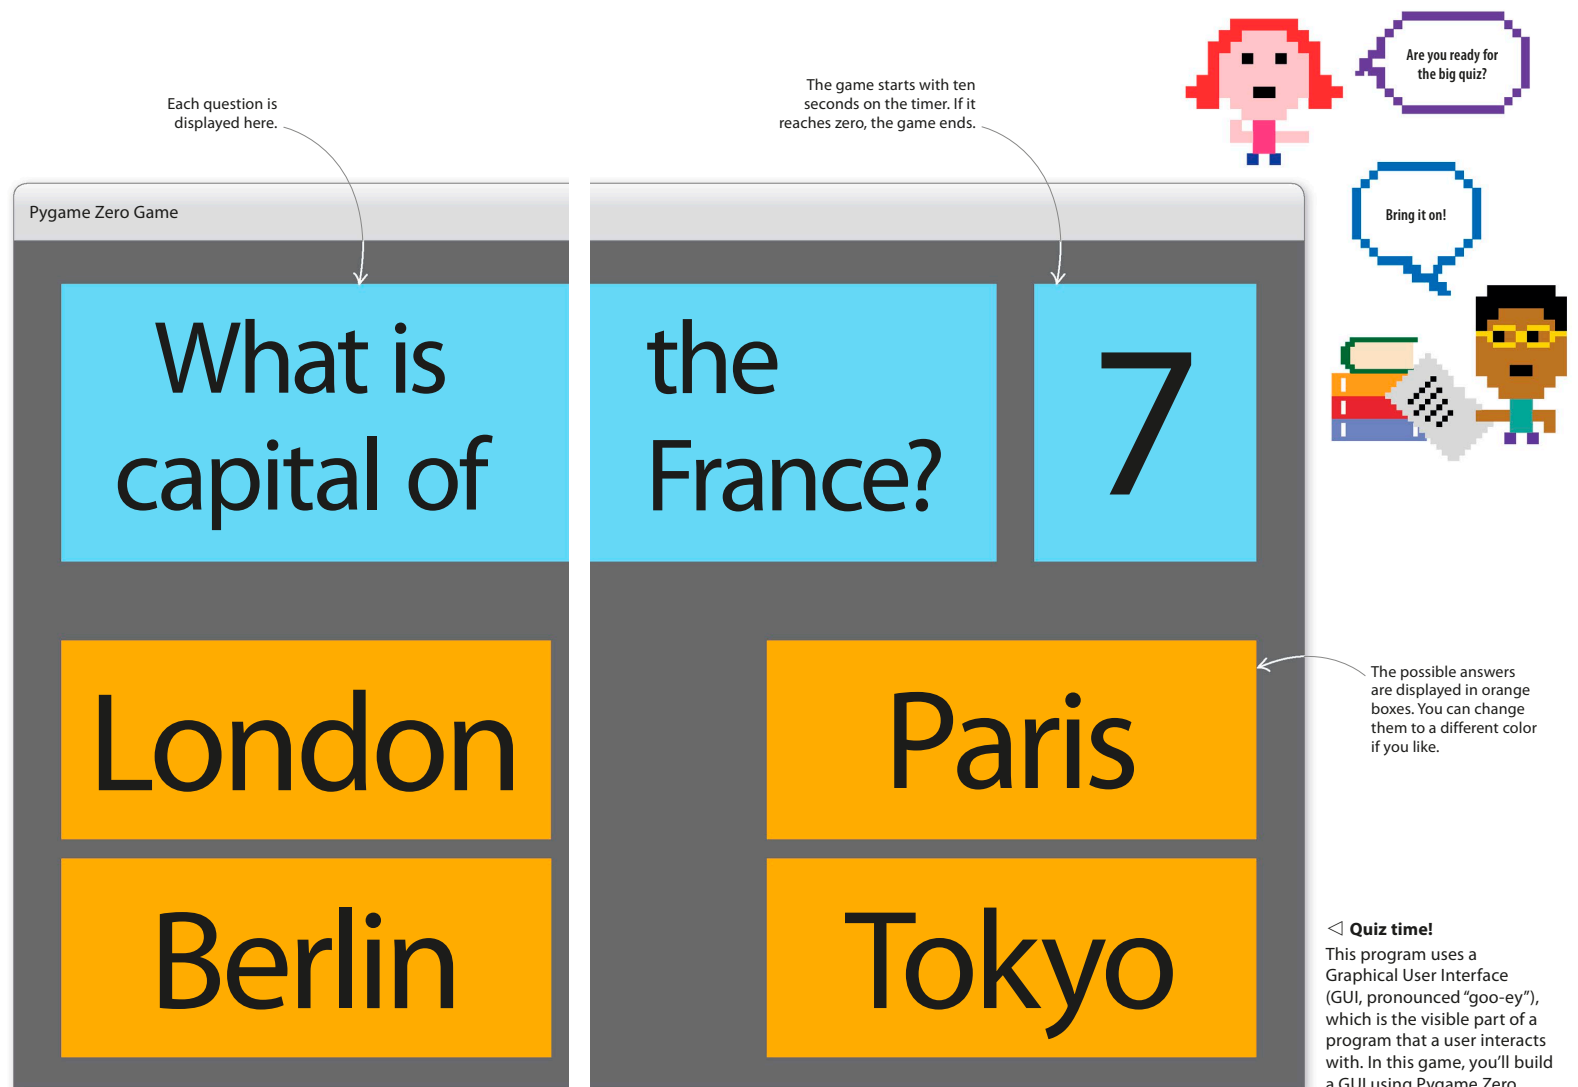 Are you ready for
the big quiz?
Each question is
displayed here.
The game starts with ten
seconds on the timer. If it
reaches zero, the game ends.
Bring it on!
Pygame Zero Game
What is the
capital of France?
7
London
Paris
Berlin
Tokyo
The possible answers
are displayed in orange
boxes. You can change
them to a different color
if you like.
◁ Quiz time!
This program uses a
Graphical User Interface
(GUI, pronounced “goo-ey”),
which is the visible part of a
program that a user interacts
with. In this game, you’ll build
a GUI using Pygame Zero